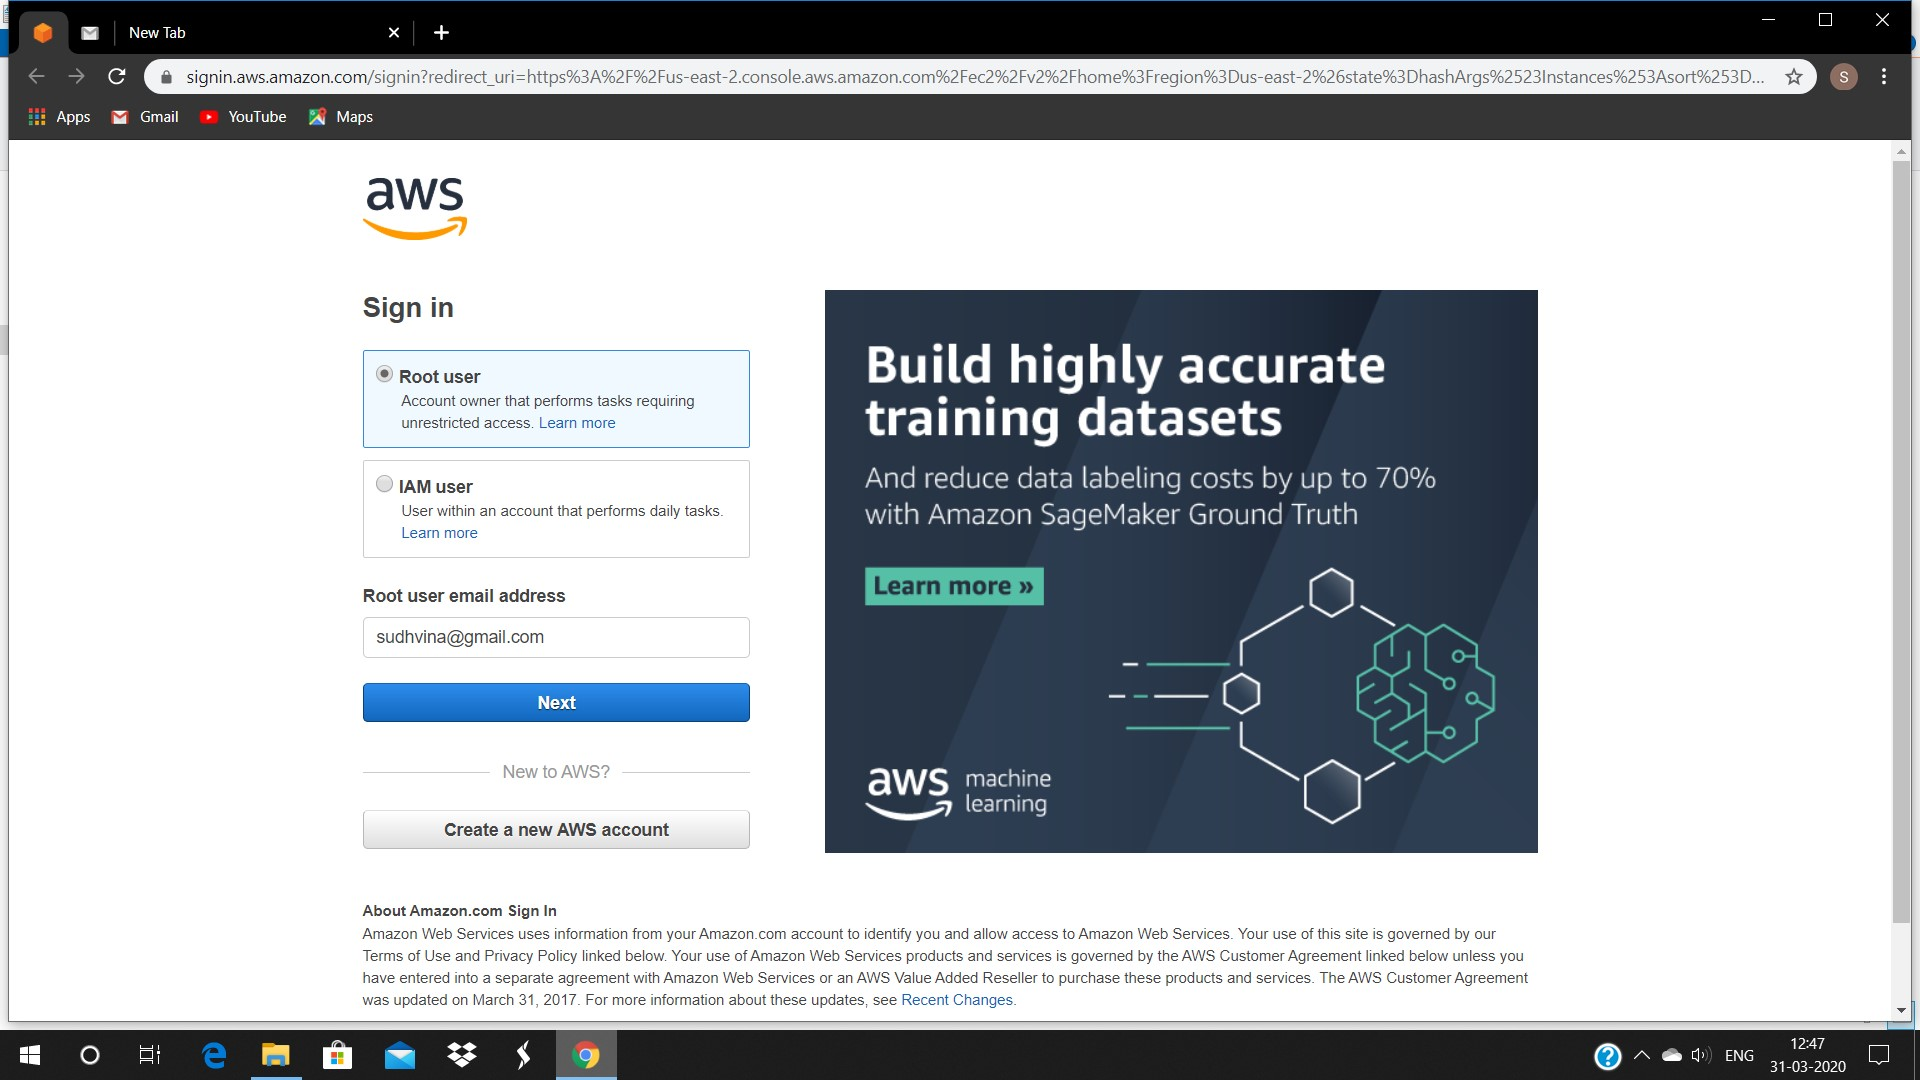 New Tab
signin.aws.amazon.com/signin?redirect_uri=https%3A%2F%2Fus-east-2.console.aws.amazon.com%2Fec2%2Fv2%2Fhome%3Fregion%3Dus-east-2%26state%3DhashArgs%2523Instances%253Asort%253D...
S
Apps
Gmail
YouTube
Maps
aws
Sign in
Root user
Account owner that performs tasks requiring
unrestricted access. Learn more
IAM user
User within an account that performs daily tasks.
Learn more
Root user email address
sudhvina@gmail.com
Next
New to AWS?
Create a new AWS account
Build highly accurate
training datasets
And reduce data labeling costs by up to 70%
with Amazon SageMaker Ground Truth
Learn more »
aws machine
learning
About Amazon.com Sign In
Amazon Web Services uses information from your Amazon.com account to identify you and allow access to Amazon Web Services. Your use of this site is governed by our
Terms of Use and Privacy Policy linked below. Your use of Amazon Web Services products and services is governed by the AWS Customer Agreement linked below unless you
have entered into a separate agreement with Amazon Web Services or an AWS Value Added Reseller to purchase these products and services. The AWS Customer Agreement
was updated on March 31, 2017. For more information about these updates, see Recent Changes.
ENG
12:47
31-03-2020